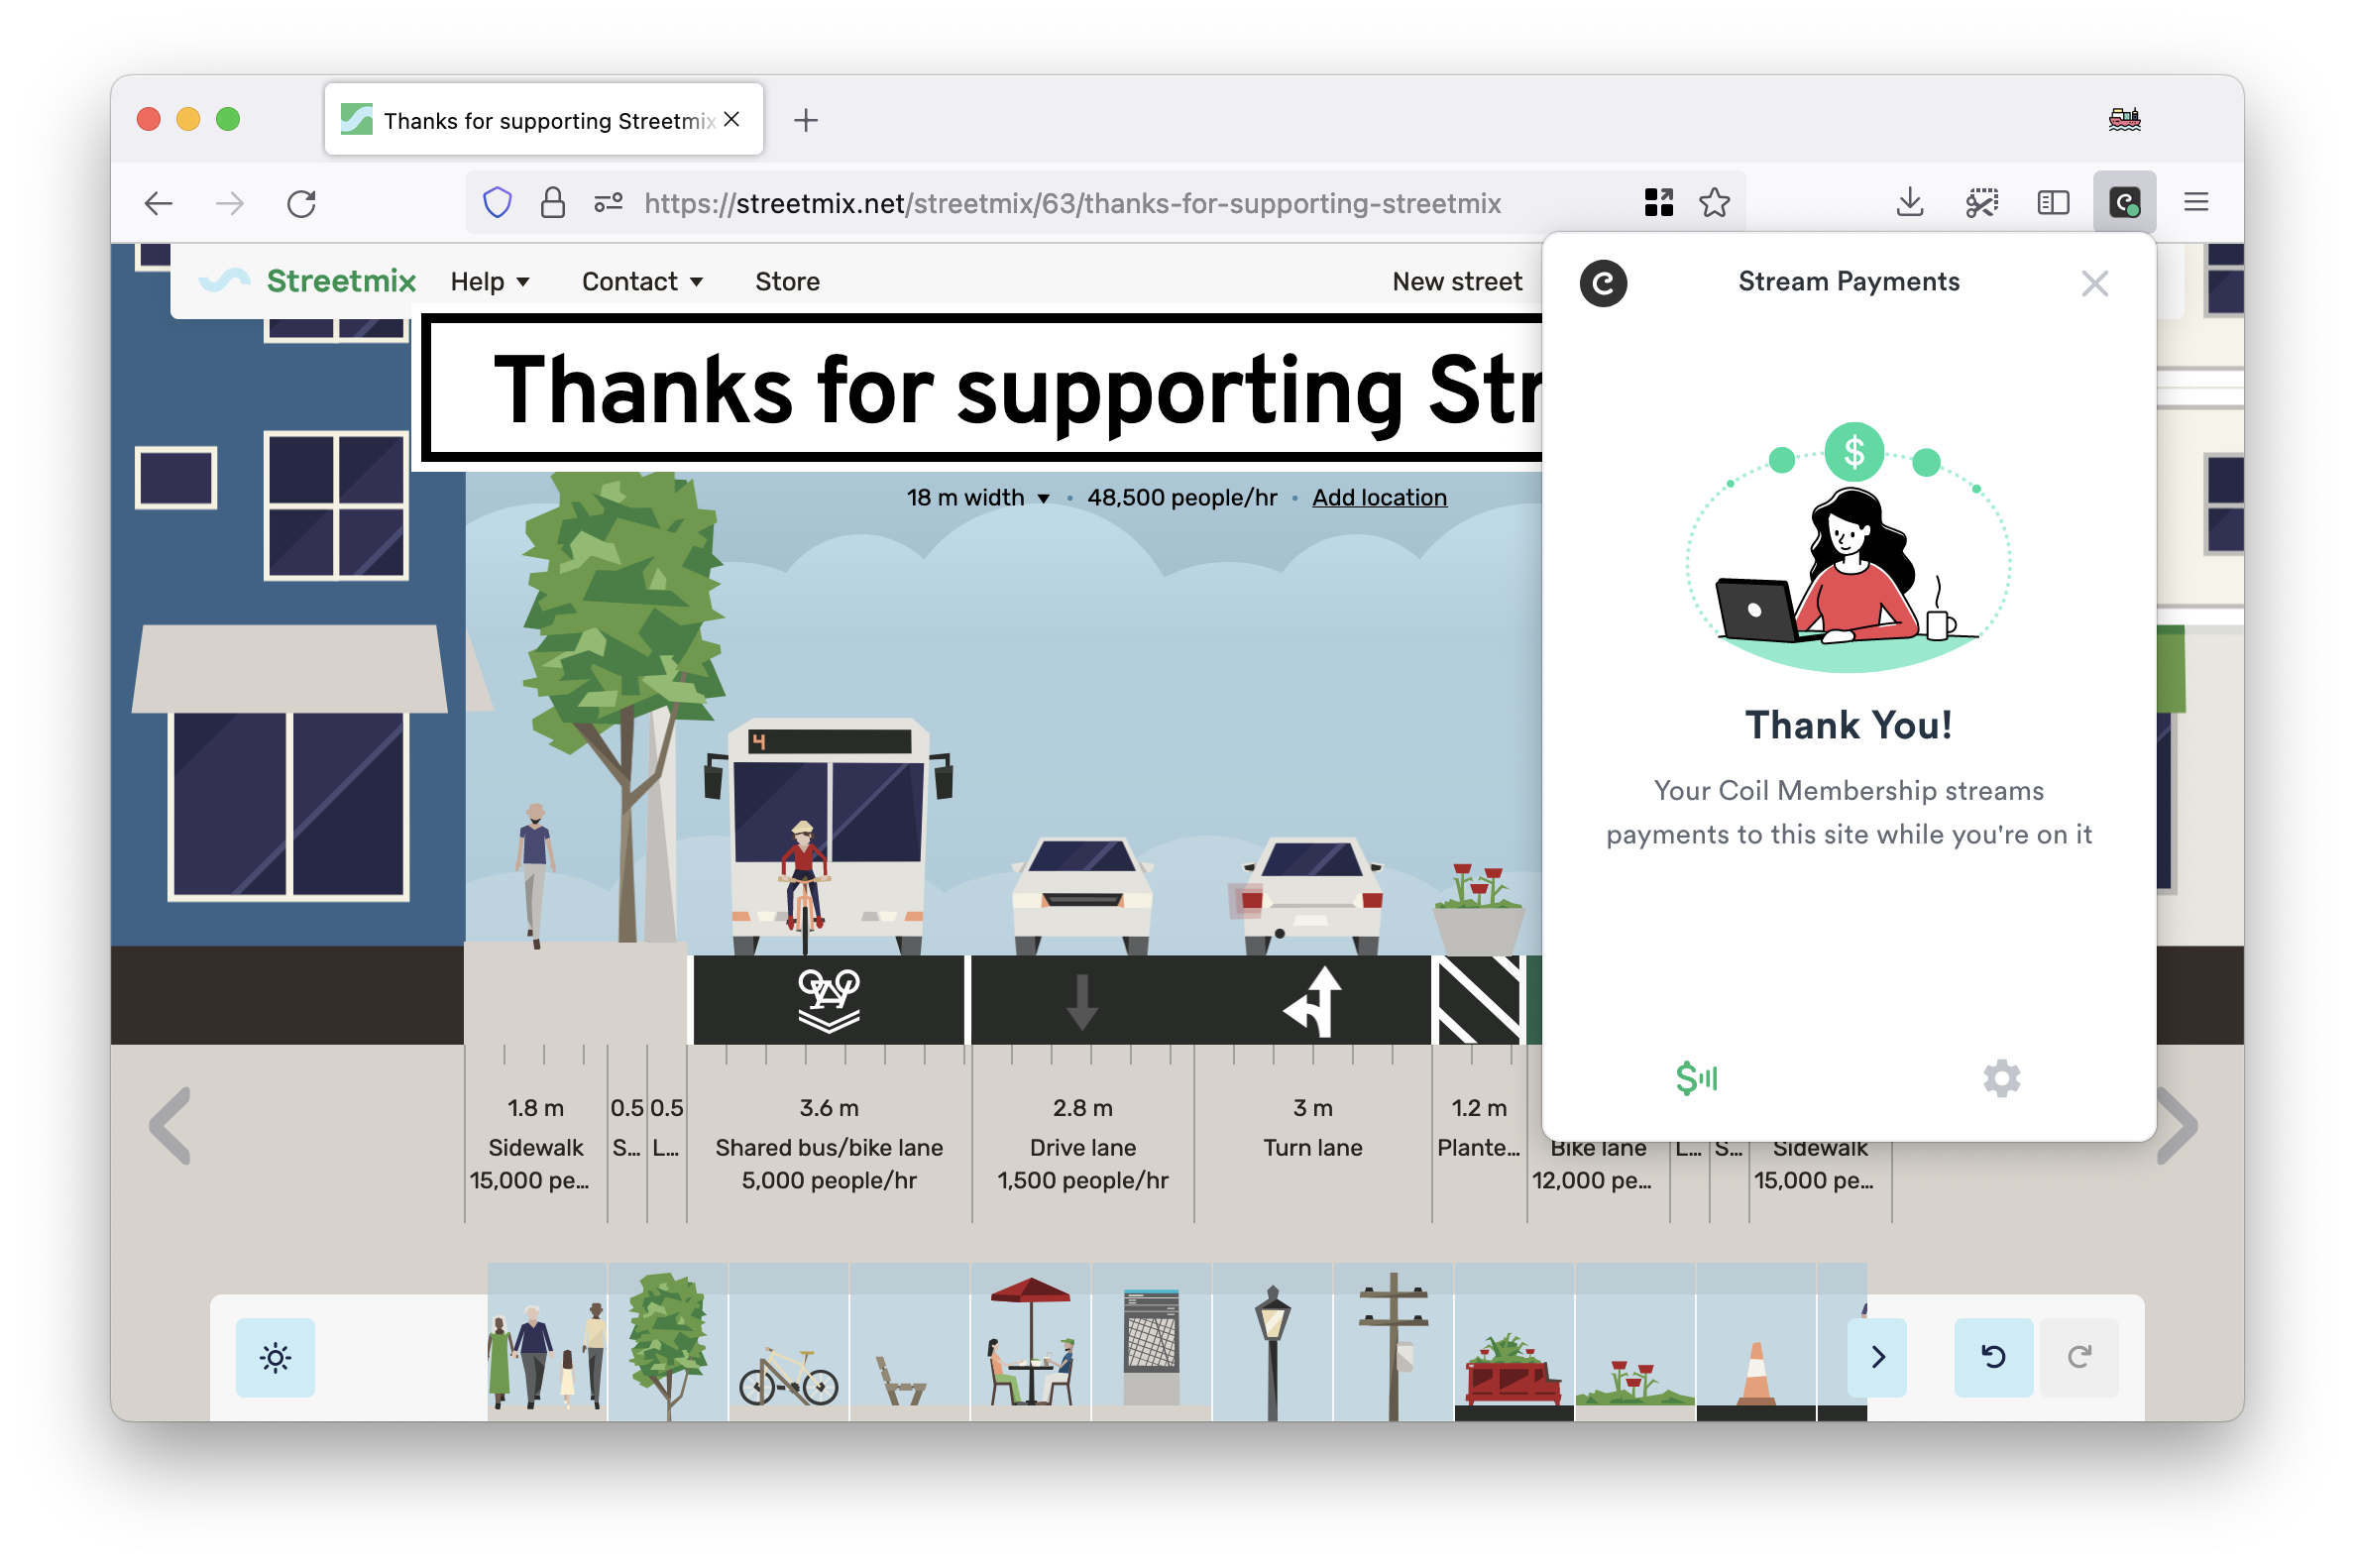 Thanks for supporting Streetmix
https://streetmix.net/streetmix/63/thanks-for-supporting-streetmix
Streetmix Help Contact Store New street
Stream Payments
Thanks for supporting Str
18 m width • 48,500 people/hr • Add location
$
4
Thank You!
Your Coil Membership streams
payments to this site while you're on it
$
1.8 m 0.5 0.5 3.6 m 2.8 m 3 m 1.2 m
Sidewalk S... L... Shared bus/bike lane Drive lane Turn lane Plante... Bike lane L... S... Sidewalk
15,000 pe... 5,000 people/hr 1,500 people/hr 12,000 pe... 15,000 pe...